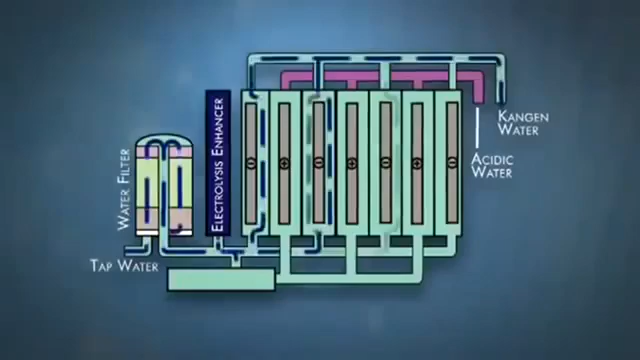 Kangen
Water
Acidic
Water
Electrolysis Enhancer
Water Filter
Tap Water